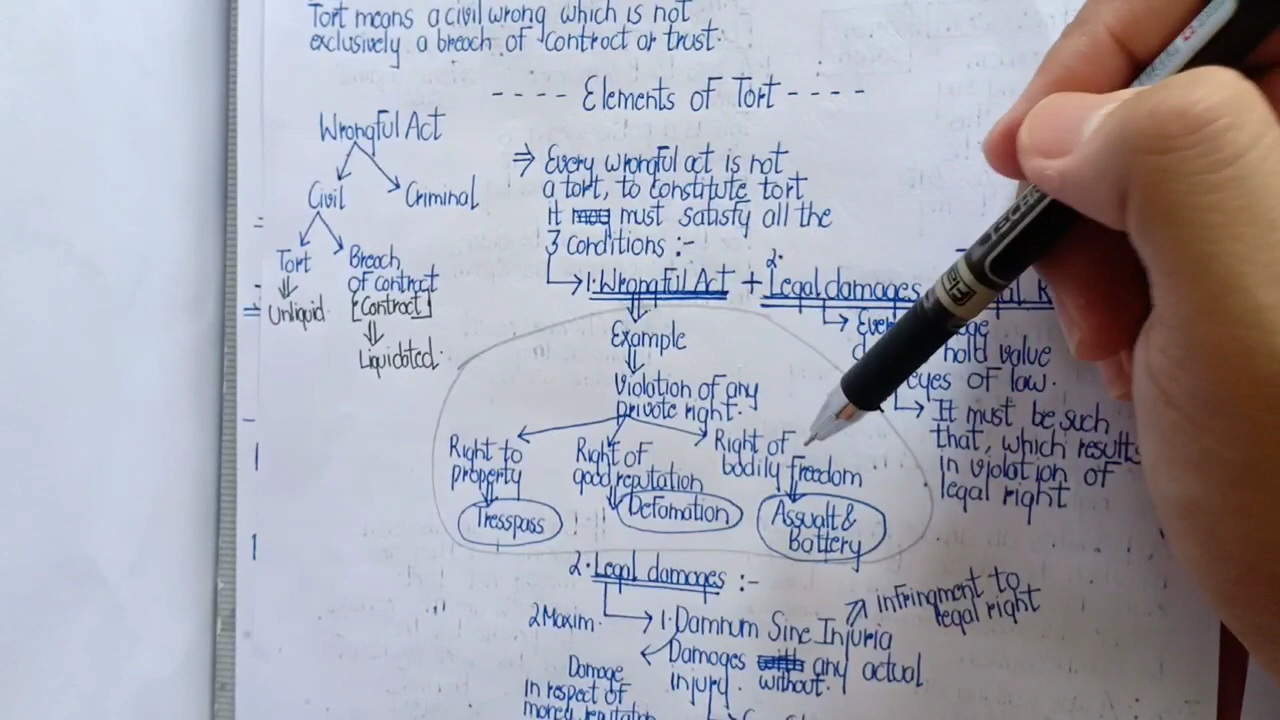 Tort means a civil wrong which is not
exclusively a breach of contract or trust.
---- Elements of Tort ----
Wrongful Act
Civil
Criminal
Tort
Breach
of contract
[Contract]
Unliquid.
Liquidated.
⇒ Every wrongful act is not
a tort, to constitute tort
It must satisfy all the
3 conditions :-
1. Wrongful Act + 2. Legal damages
Example
Violation of any
private right.
Right to
property
Tresspass
Right of
good reputation
Defamation
Right of
bodily freedom
Assualt &
Battery
hold value
eyes of law.
It must be such
that, which results
in violation of
legal right
2. Legal damages :-
2 Maxim.
1. Damnum Sine Injuria
infringment to
legal right
Damages any actual
injury. without.
Damage
in respect of
money, reputation